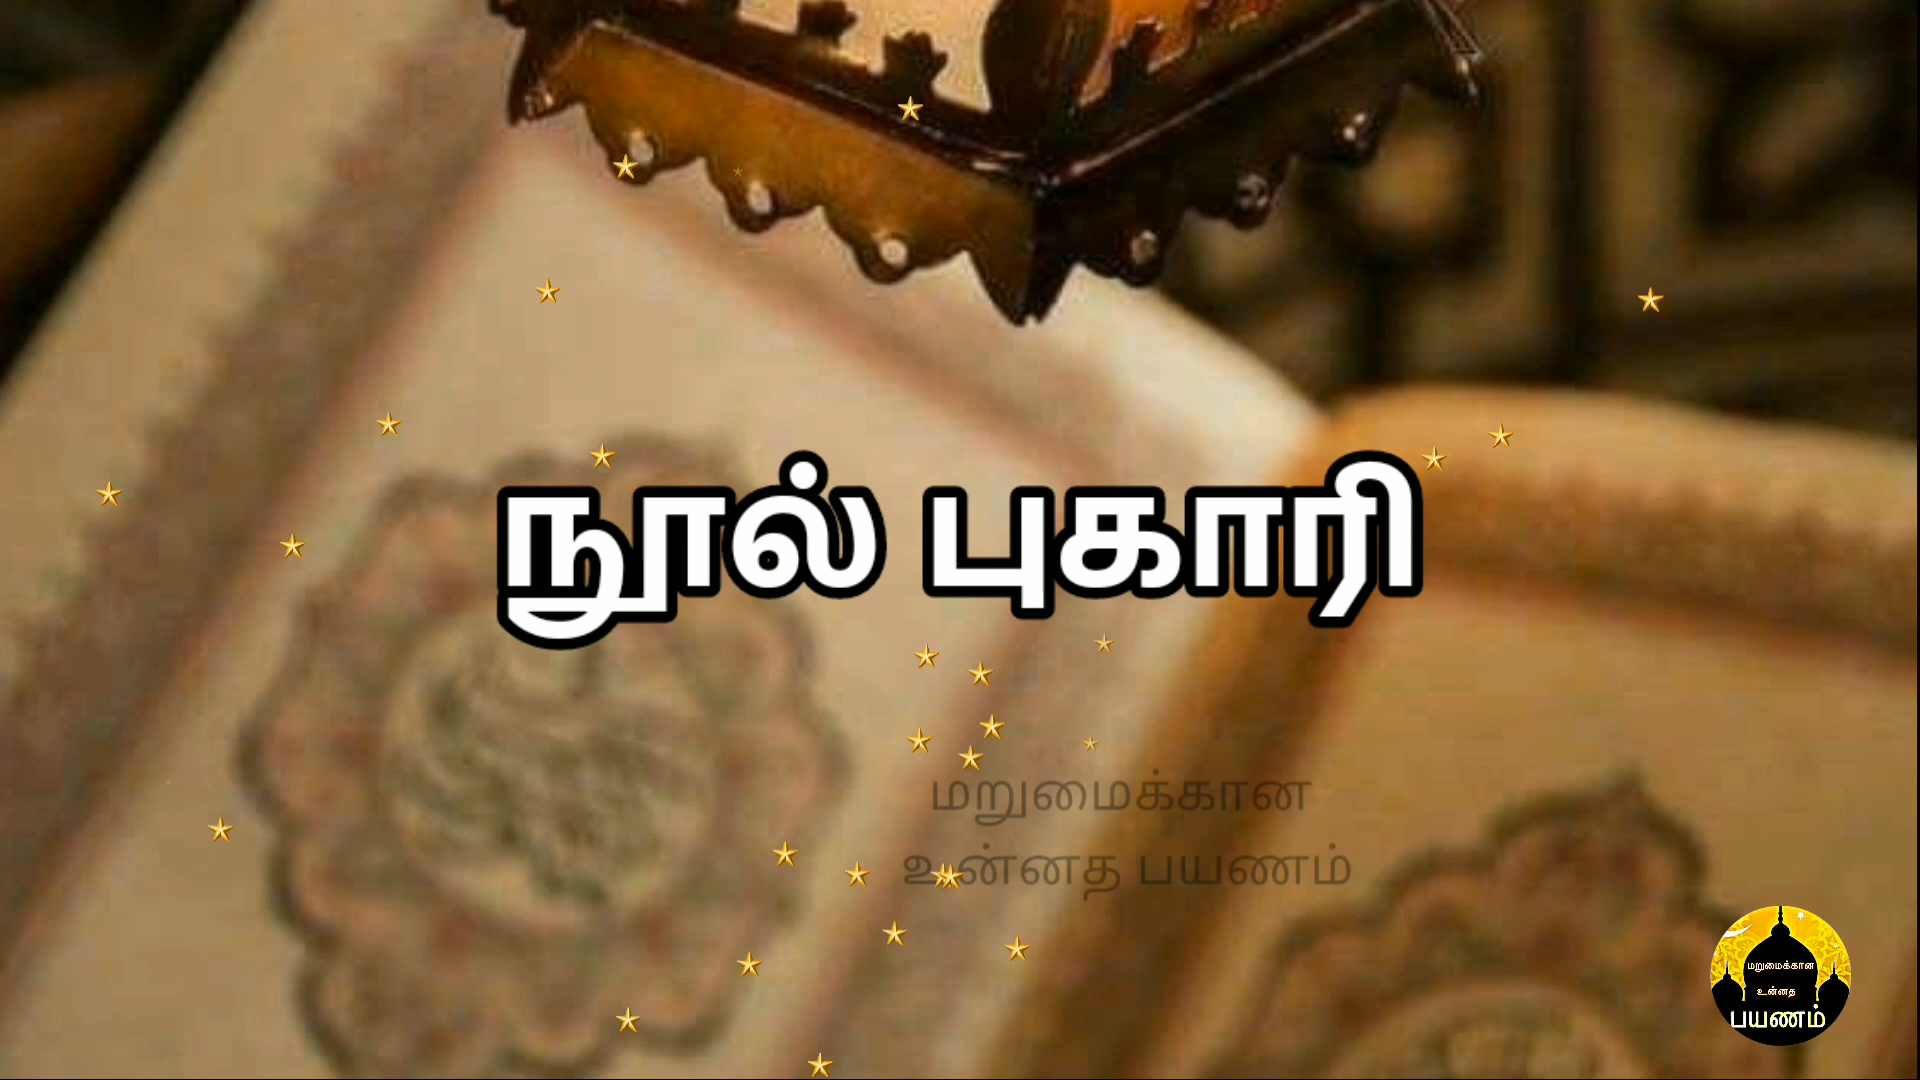 நூல் புகாரி
மறுமைக்கான
உன்னத பயணம்
மறுமைக்கான
உன்னத
பயணம்